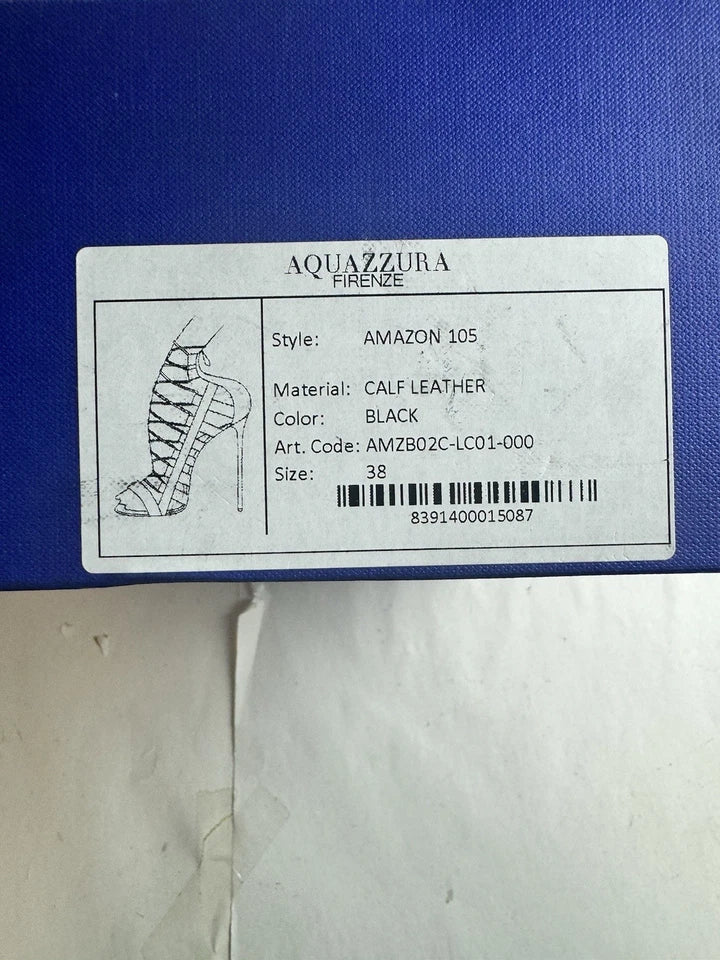 AQUAZZURA
FIRENZE
Style: AMAZON 105
Material: CALF LEATHER
Color: BLACK
Art. Code: AMZB02C-LC01-000
Size: 38
8391400015087